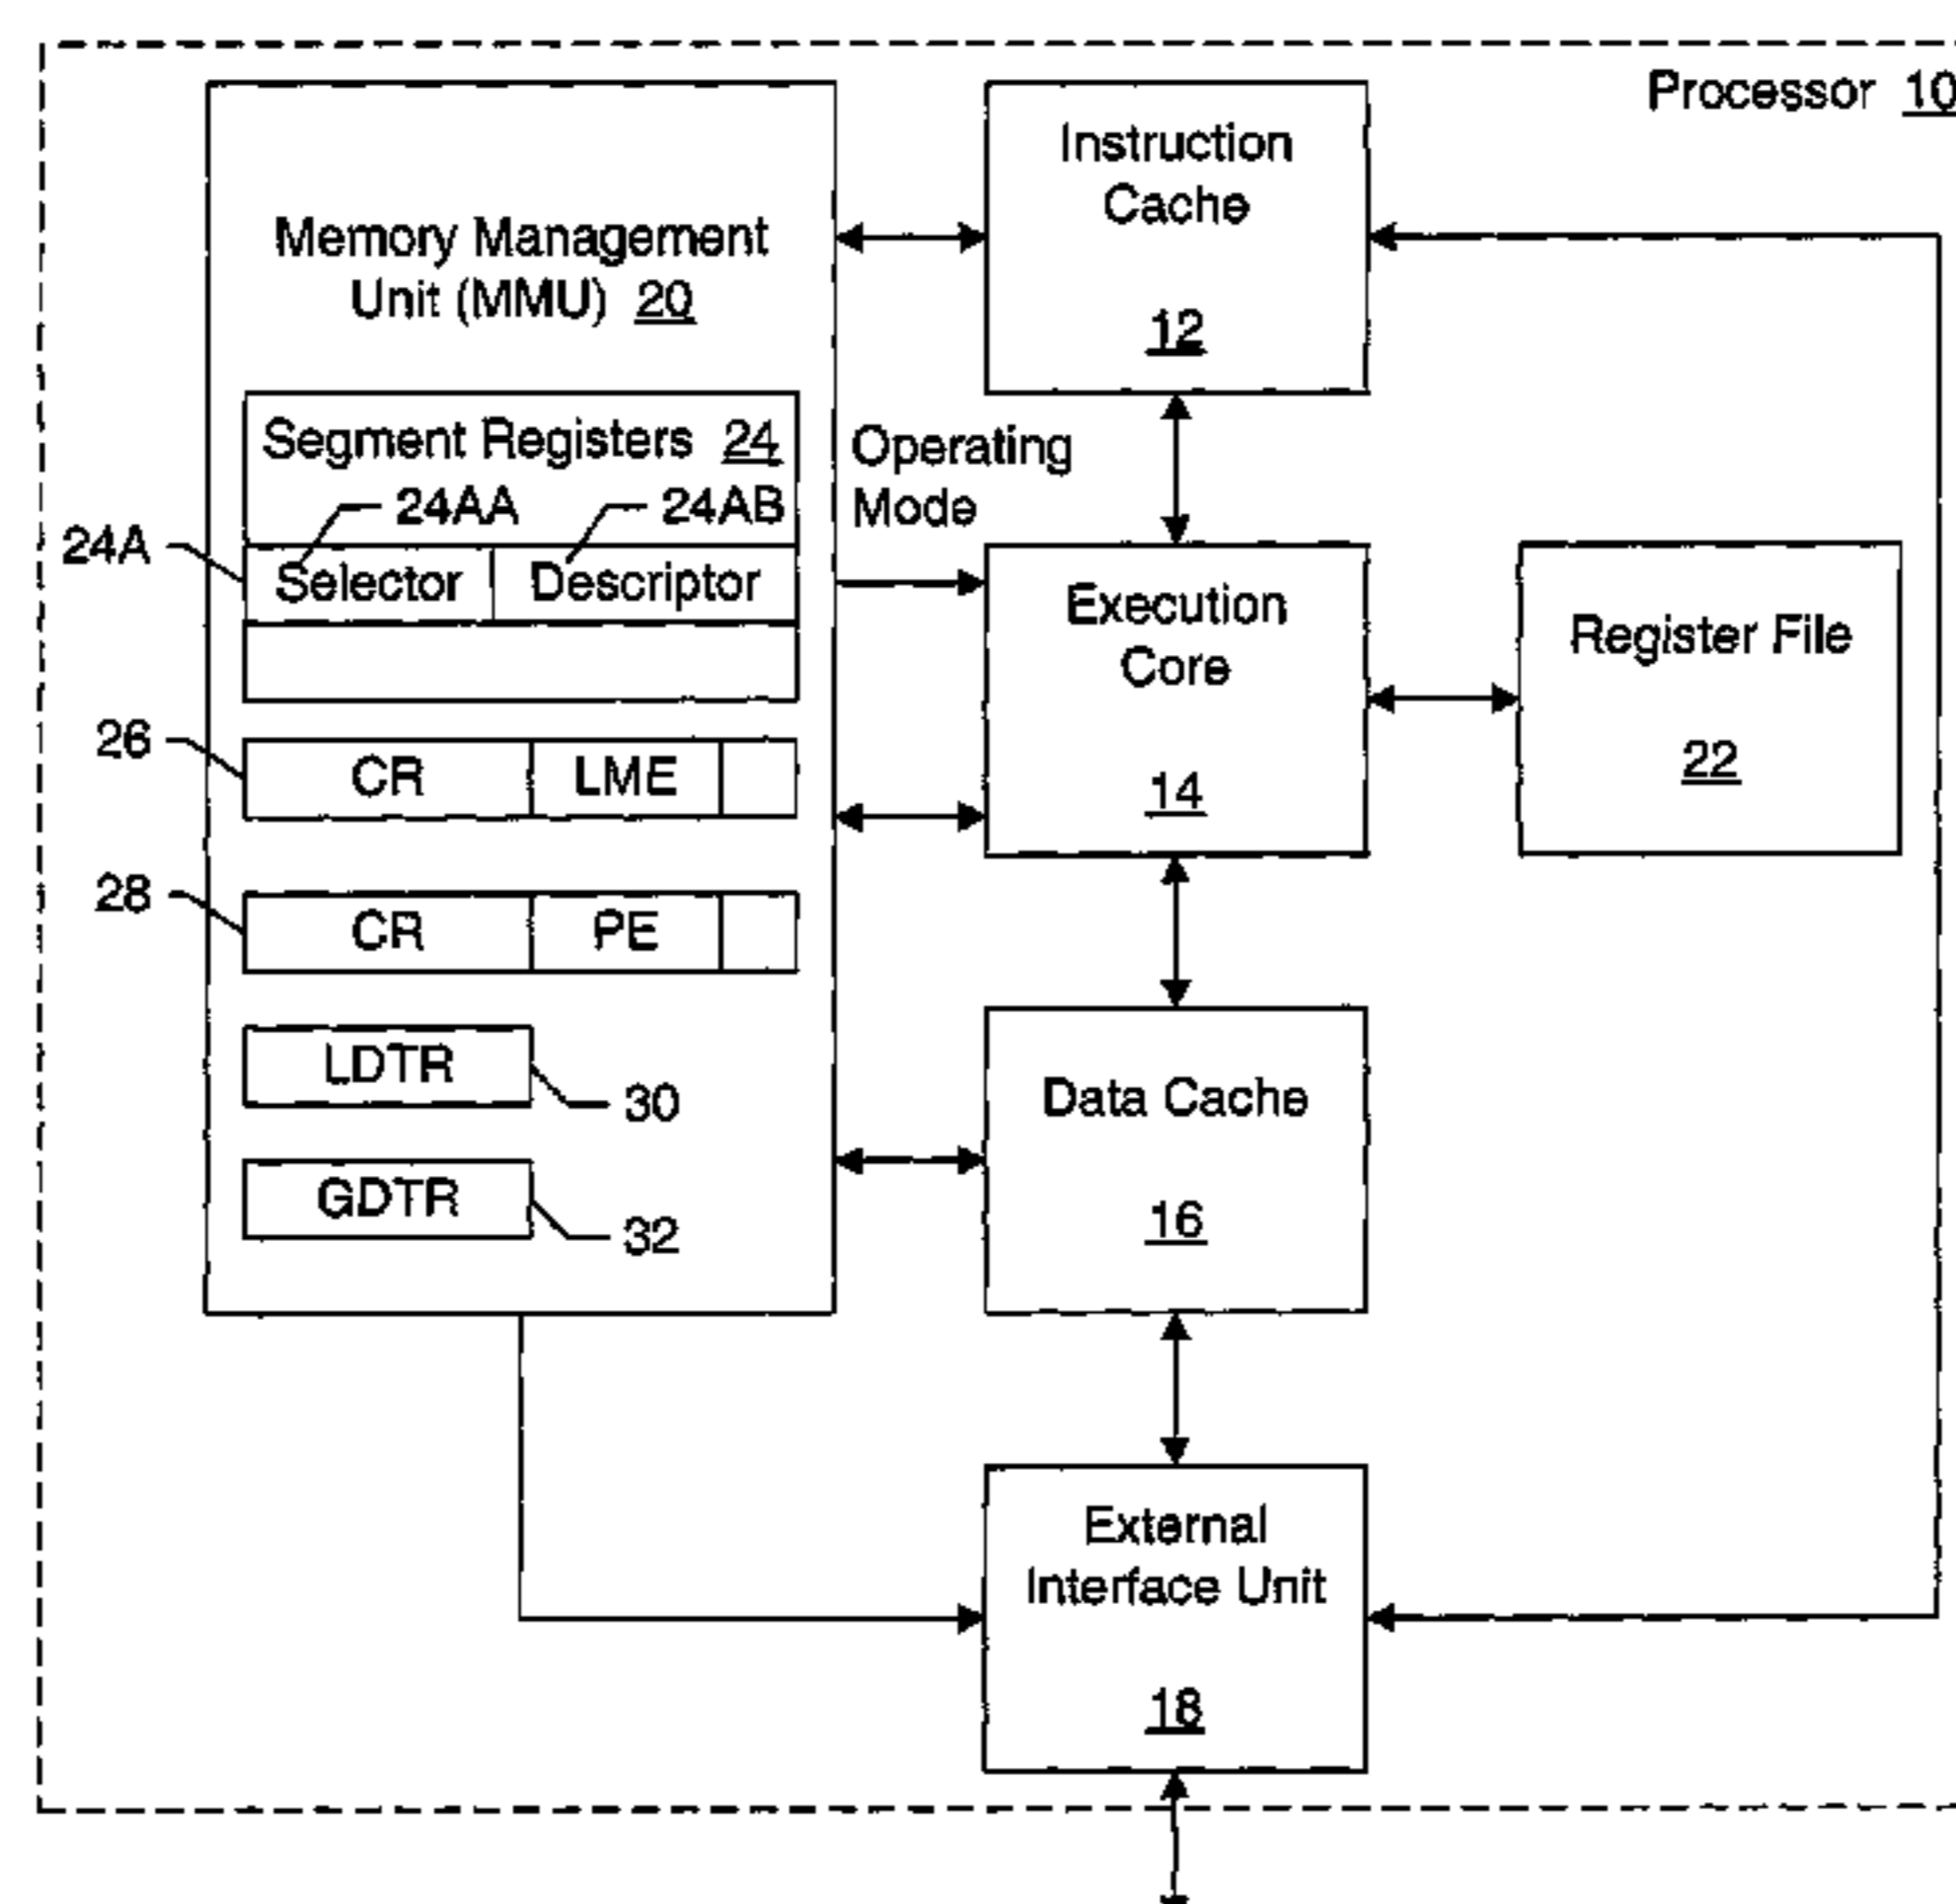 Processor 10
Instruction
Cache
12
Memory Management
Unit (MMU) 20
Segment Registers 24
24AA
24AB
24A
Selector
Descriptor
Operating
Mode
Execution
Core
14
Register File
22
26
CR
LME
28
CR
PE
LDTR
30
GDTR
32
Data Cache
16
External
Interface Unit
18